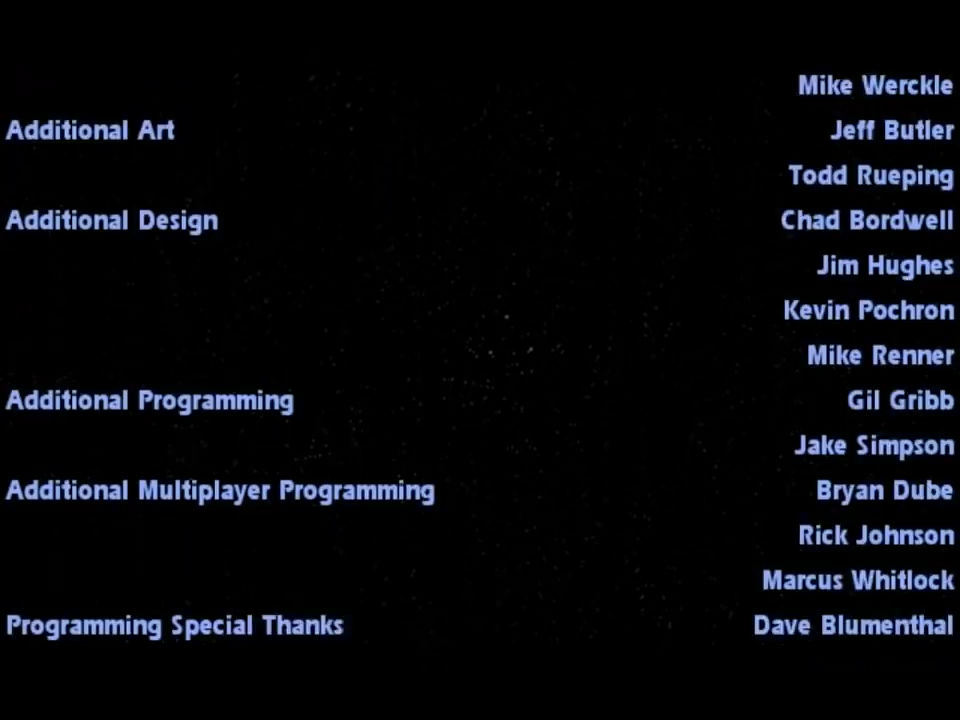 Mike Werckle
Additional Art Jeff Butler
Todd Rueping
Additional Design Chad Bordwell
Jim Hughes
Kevin Pochron
Mike Renner
Additional Programming Gil Gribb
Jake Simpson
Additional Multiplayer Programming Bryan Dube
Rick Johnson
Marcus Whitlock
Programming Special Thanks Dave Blumenthal